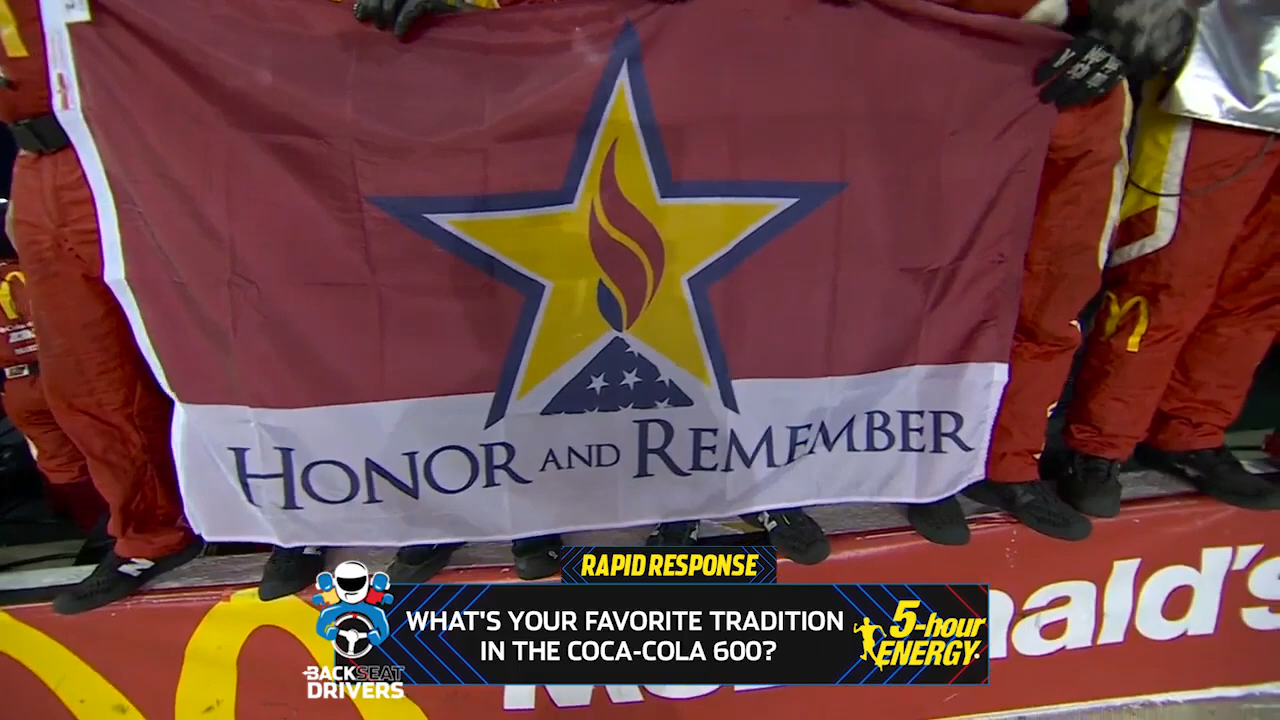 HONOR AND REMEMBER
RAPID RESPONSE
WHAT'S YOUR FAVORITE TRADITION
IN THE COCA-COLA 600?
5-hour
ENERGY
BACKSEAT
DRIVERS
nald's